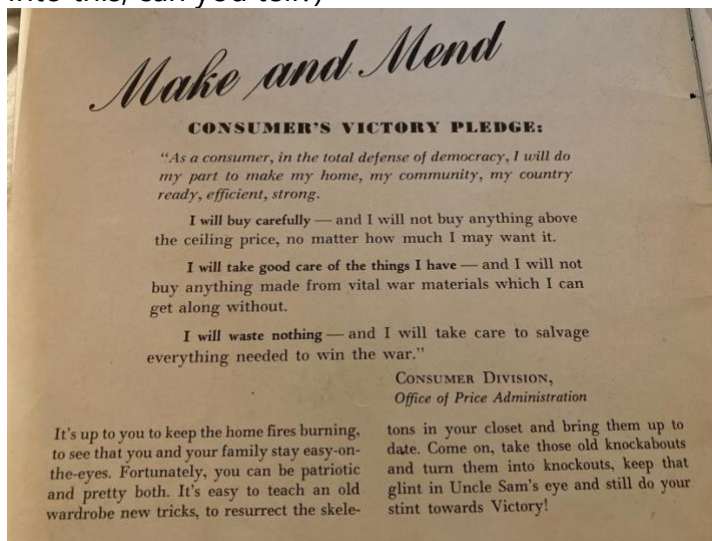 Make and Mend
CONSUMER'S VICTORY PLEDGE:
"As a consumer, in the total defense of democracy, I will do
my part to make my home, my community, my country
ready, efficient, strong.
I will buy carefully — and I will not buy anything above
the ceiling price, no matter how much I may want it.
I will take good care of the things I have — and I will not
buy anything made from vital war materials which I can
get along without.
I will waste nothing — and I will take care to salvage
everything needed to win the war."
CONSUMER DIVISION,
Office of Price Administration
It's up to you to keep the home fires burning,
to see that you and your family stay easy-on-
the-eyes. Fortunately, you can be patriotic
and pretty both. It's easy to teach an old
wardrobe new tricks, to resurrect the skele-
tons in your closet and bring them up to
date. Come on, take those old knockabouts
and turn them into knockouts, keep that
glint in Uncle Sam's eye and still do your
stint towards Victory!